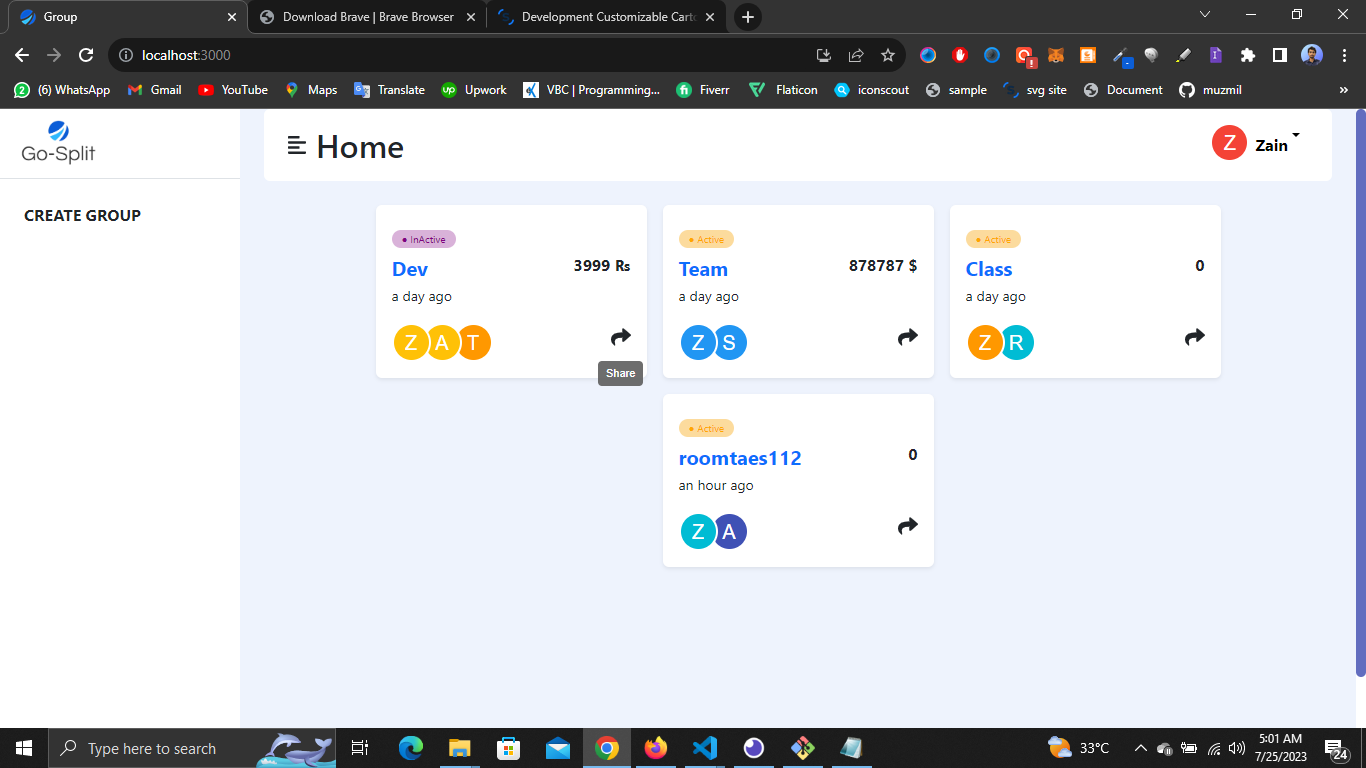 Group
Download Brave | Brave Browser
Development Customizable Carto
localhost:3000
(6) WhatsApp
Gmail
YouTube
Maps
Translate
Upwork
VBC | Programming...
Fiverr
Flaticon
iconscout
sample
svg site
Document
muzmil
»
Go-Split
Home
Z
Zain
CREATE GROUP
● InActive
Dev
3999 Rs
a day ago
Z A T
Share
● Active
Team
878787 $
a day ago
Z S
● Active
Class
0
a day ago
Z R
● Active
roomtaes112
0
an hour ago
Z A
Type here to search
33°C
5:01 AM
7/25/2023
24